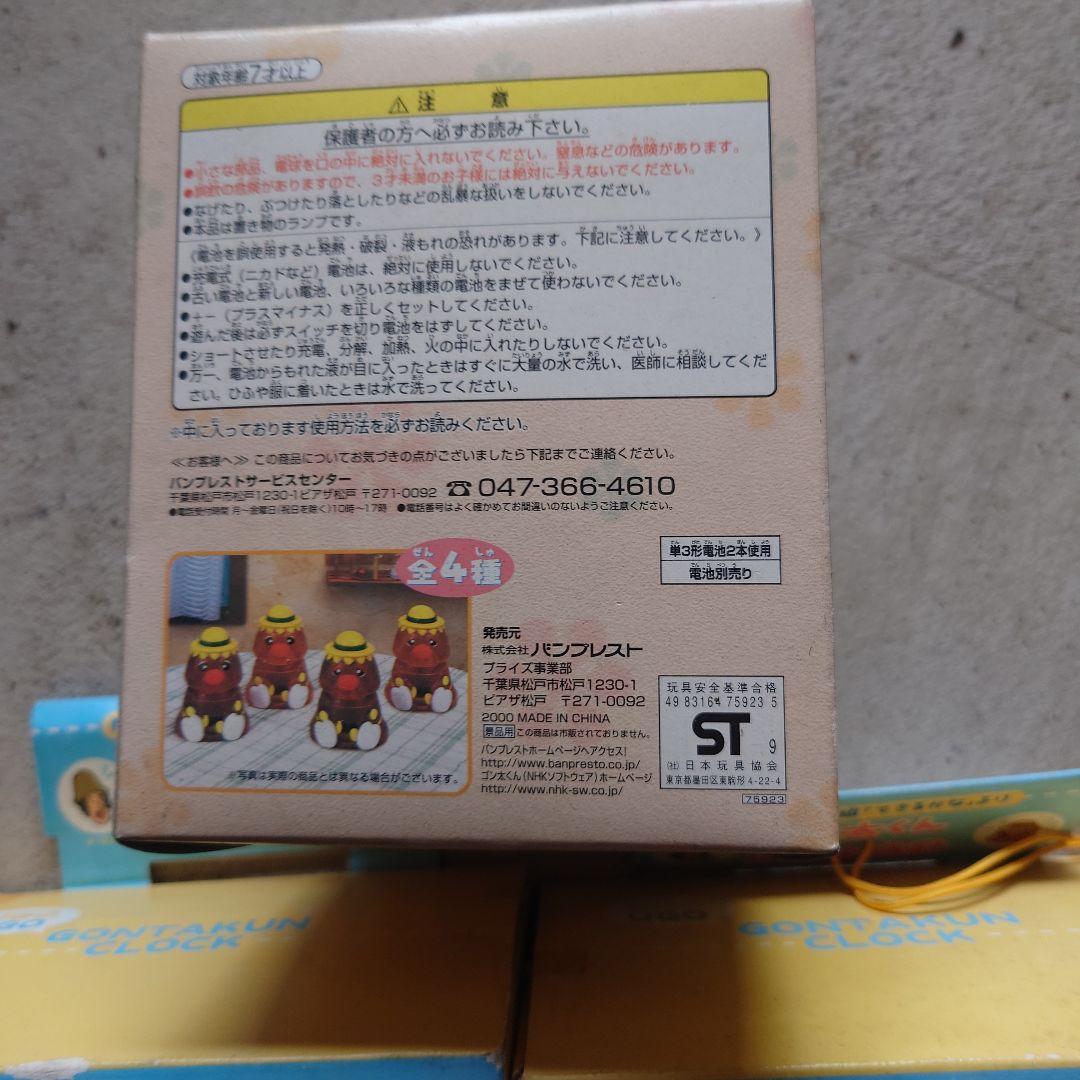 対象年齢7才以上
⚠注 意
保護者の方へ必ずお読み下さい。
●小さな部品、電球を口の中に絶対に入れないでください。窒息などの危険があります。
●誤飲の危険がありますので、3才未満のお子様には絶対に与えないでください。
●なげたり、ぶつけたり落としたりなどの乱暴な扱いをしないでください。
●本品は置き物のランプです。
《電池を誤使用すると発熱・破裂・液もれの恐れがあります。下記に注意してください。》
●充電式(ニカドなど)電池は、絶対に使用しないでください。
●古い電池と新しい電池、いろいろな種類の電池をまぜて使わないでください。
●+-(プラスマイナス)を正しくセットしてください。
●遊んだ後は必ずスイッチを切り電池をはずしてください。
●ショートさせたり充電、分解、加熱、火の中に入れたりしないでください。
●万一、電池からもれた液が目に入ったときはすぐに大量の水で洗い、医師に相談してくだ
さい。ひふや服に着いたときは水で洗ってください。
※中に入っております使用方法を必ずお読みください。
≪お客様へ≫ この商品についてお気づきの点がございましたら下記までご連絡ください。
バンプレストサービスセンター
千葉県松戸市松戸1230-1ピアザ松戸 〒271-0092 ☎047-366-4610
●電話受付時間 月〜金曜日(祝日を除く)10時〜17時 ●電話番号はよく確かめてお間違いのないようご注意ください。
全4種
ぜん しゅ
※写真は実際の商品とは異なる場合がございます。
単3形電池2本使用
電池別売り
発売元
株式会社バンプレスト
プライズ事業部
千葉県松戸市松戸1230-1
ピアザ松戸 〒271-0092
2000 MADE IN CHINA
景品用 この商品は市販されておりません。
バンプレストホームページへアクセス!
http://www.banpresto.co.jp/
ゴン太くん(NHKソフトウェア)ホームページ
http://www.nhk-sw.co.jp/
玩具安全基準合格
49 83164 75923 5
ST 9
(社)日本玩具協会
東京都墨田区東駒形4-22-4
75923
GONTAKUN
CLOCK
GONTAKUN
CLOCK